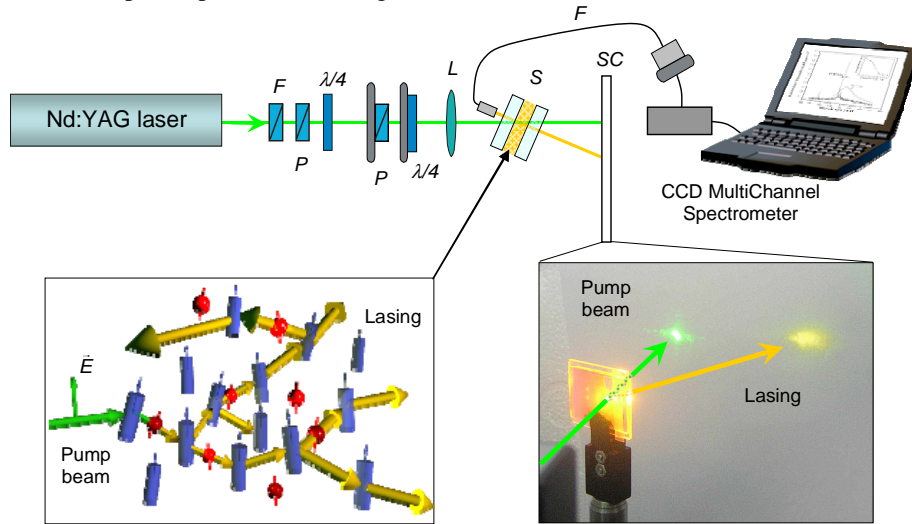 F
SC
L
S
λ/4
F
Nd:YAG laser
P
P
λ/4
CCD MultiChannel
Spectrometer
Lasing
E
Pump
beam
Pump
beam
Lasing